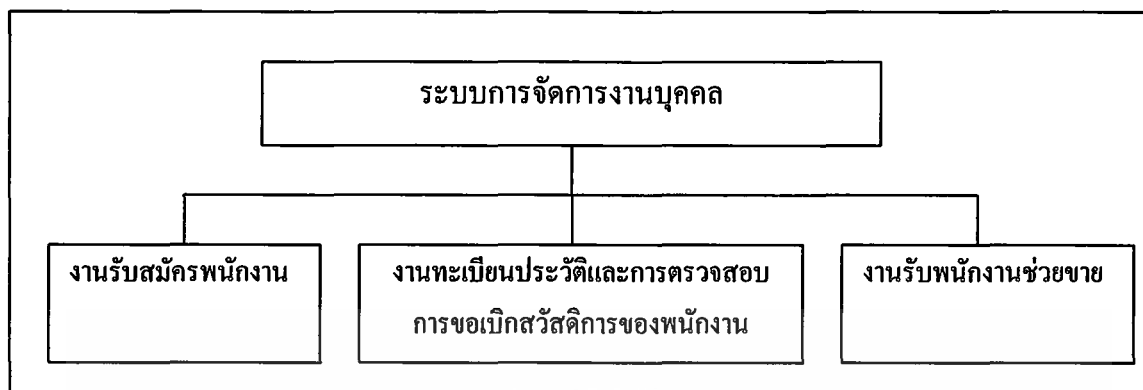 ระบบการจัดการงานบุคคล
งานรับสมัครพนักงาน
งานทะเบียนประวัติและการตรวจสอบ
การขอเบิกสวัสดิการของพนักงาน
งานรับพนักงานช่วยขาย